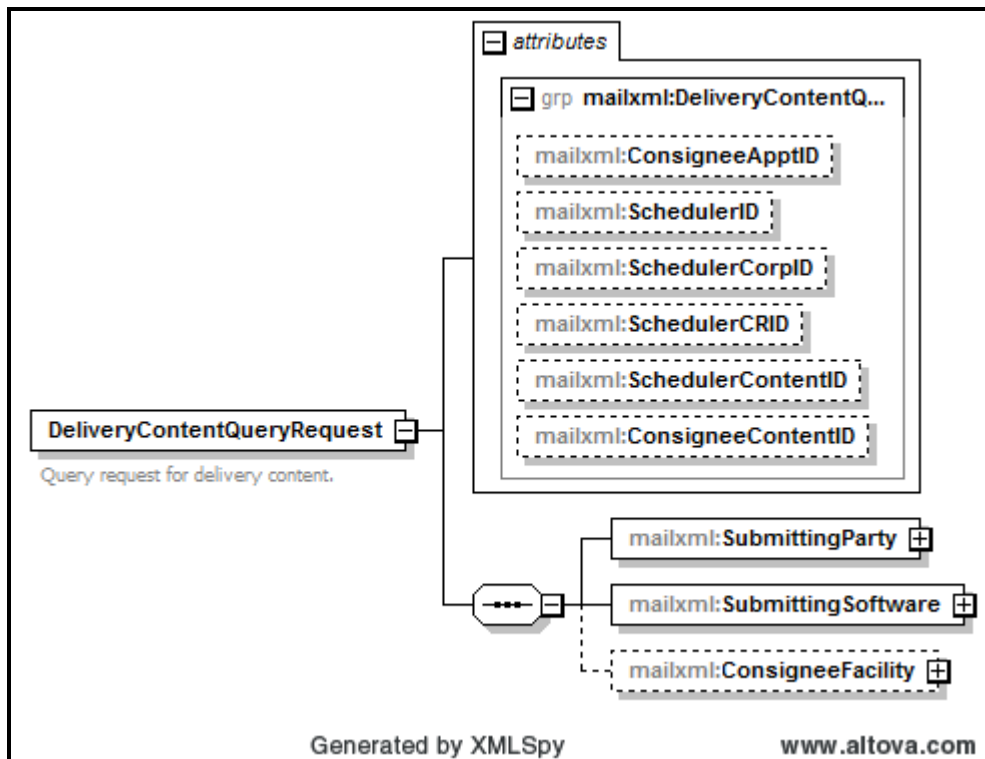 attributes
grp mailxml:DeliveryContentQ...
mailxml:ConsigneeApptID
mailxml:SchedulerID
mailxml:SchedulerCorpID
mailxml:SchedulerCRID
mailxml:SchedulerContentID
mailxml:ConsigneeContentID
DeliveryContentQueryRequest
Query request for delivery content.
mailxml:SubmittingParty
mailxml:SubmittingSoftware
mailxml:ConsigneeFacility
Generated by XMLSpy www.altova.com